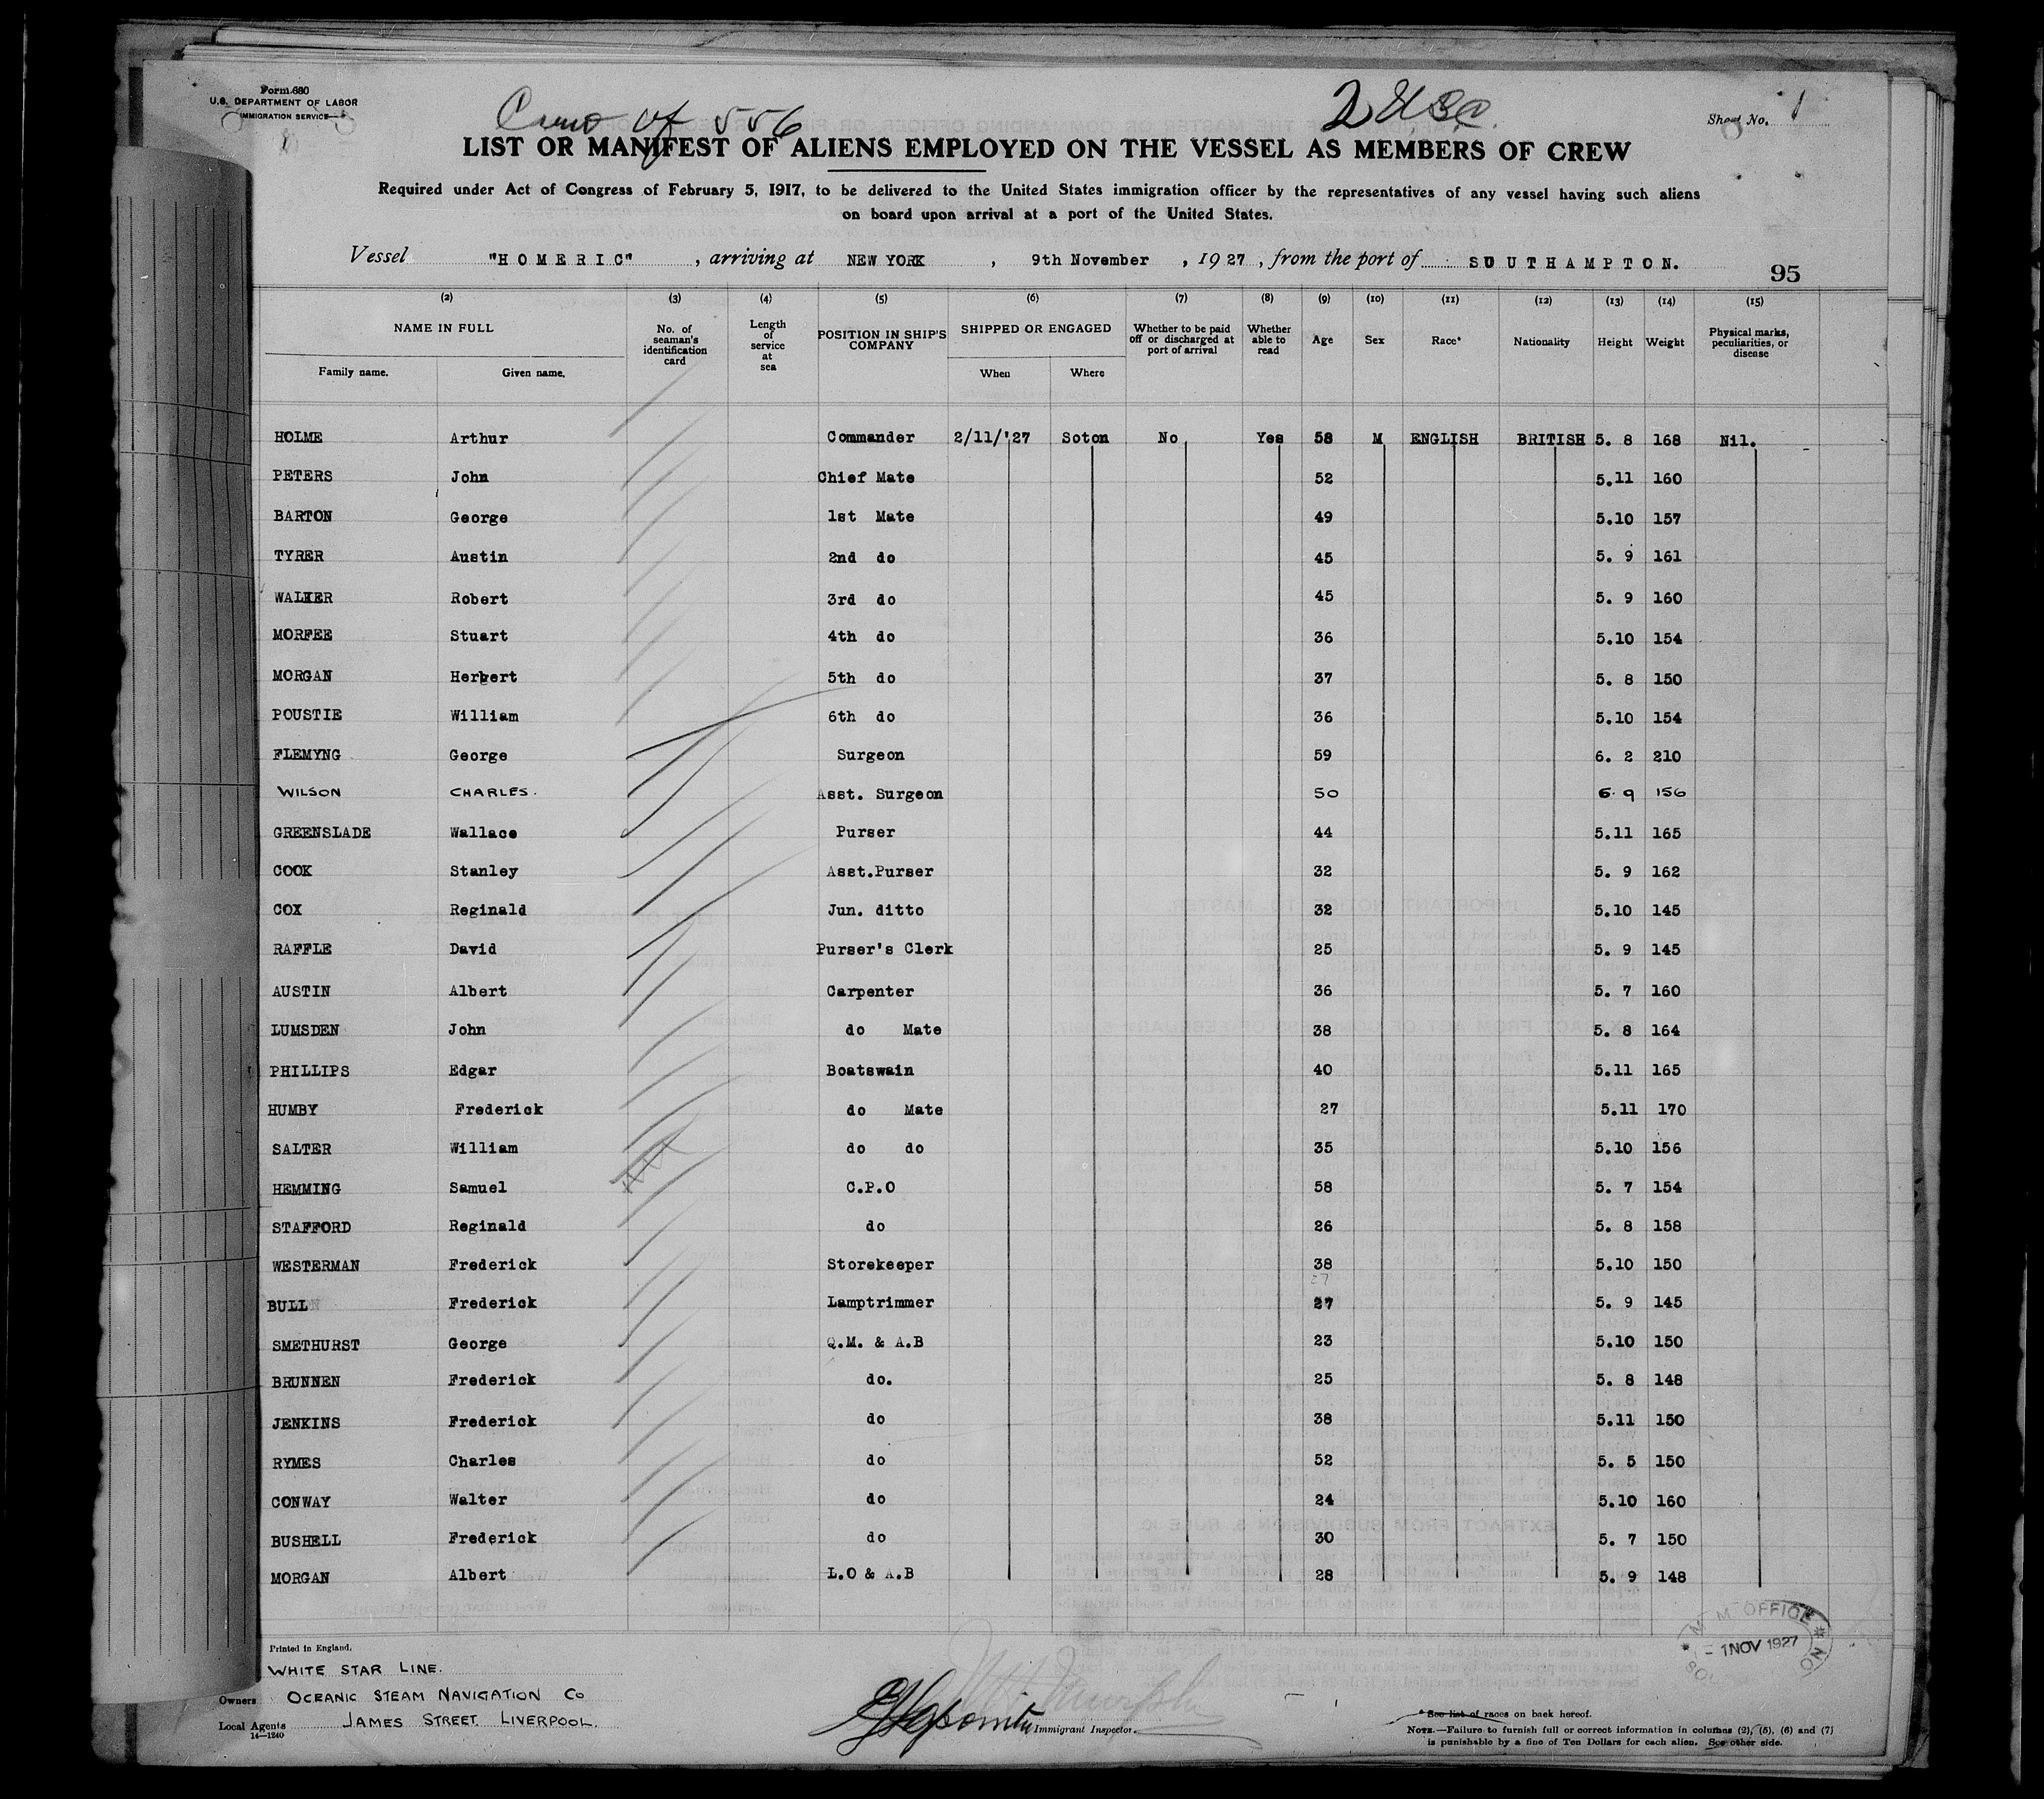 Form 680
U.S. DEPARTMENT OF LABOR
IMMIGRATION SERVICE
Crew of 556
Sheet No. 1
LIST OR MANIFEST OF ALIENS EMPLOYED ON THE VESSEL AS MEMBERS OF CREW
Required under Act of Congress of February 5, 1917, to be delivered to the United States immigration officer by the representatives of any vessel having such aliens
on board upon arrival at a port of the United States.
Vessel "HOMERIC", arriving at NEW YORK, 9th November, 1927, from the port of SOUTHAMPTON.
95
(2) (3) (4) (5) (6) (7) (8) (9) (10) (11) (12) (13) (14) (15)
NAME IN FULL No. of seaman's identification card Length of service at sea POSITION IN SHIP'S COMPANY SHIPPED OR ENGAGED Whether to be paid off or discharged at port of arrival Whether able to read Age Sex Race* Nationality Height Weight Physical marks, peculiarities, or disease
Family name. Given name. When Where
HOLME Arthur Commander 2/11/'27 Soton No Yes 58 M ENGLISH BRITISH 5. 8 168 Nil.
PETERS John Chief Mate 52 5.11 160
BARTON George 1st Mate 49 5.10 157
TYRER Austin 2nd do 45 5. 9 161
WALKER Robert 3rd do 45 5. 9 160
MORFEE Stuart 4th do 36 5.10 154
MORGAN Herbert 5th do 37 5. 8 150
POUSTIE William 6th do 36 5.10 154
FLEMYNG George Surgeon 59 6. 2 210
WILSON CHARLES. Asst. Surgeon 50 5. 9 156
GREENSLADE Wallace Purser 44 5.11 165
COOK Stanley Asst.Purser 32 5. 9 162
COX Reginald Jun. ditto 32 5.10 145
RAFFLE David Purser's Clerk 25 5. 9 145
AUSTIN Albert Carpenter 36 5. 7 160
LUMSDEN John do Mate 38 5. 8 164
PHILLIPS Edgar Boatswain 40 5.11 165
HUMBY Frederick do Mate 27 5.11 170
SALTER William do do 35 5.10 156
HEMMING Samuel C.P.O 58 5. 7 154
STAFFORD Reginald do 26 5. 8 158
WESTERMAN Frederick Storekeeper 38 5.10 150
BULL Frederick Lamptrimmer 27 5. 9 145
SMETHURST George Q.M. & A.B 23 5.10 150
BRUNNEN Frederick do. 25 5. 8 148
JENKINS Frederick do 38 5.11 150
RYMES Charles do 52 5. 5 150
CONWAY Walter do 24 5.10 160
BUSHELL Frederick do 30 5. 7 150
MORGAN Albert L.O & A.B 28 5. 9 148
M. M. OFFICE
- 1 NOV 1927
Printed in England.
WHITE STAR LINE.
Owners OCEANIC STEAM NAVIGATION Co
Local Agents JAMES STREET. LIVERPOOL.
14—1240
Immigrant Inspector.
* See list of races on back hereof.
NOTE.—Failure to furnish full or correct information in columns (2), (5), (6) and (7)
is punishable by a fine of Ten Dollars for each alien. See other side.